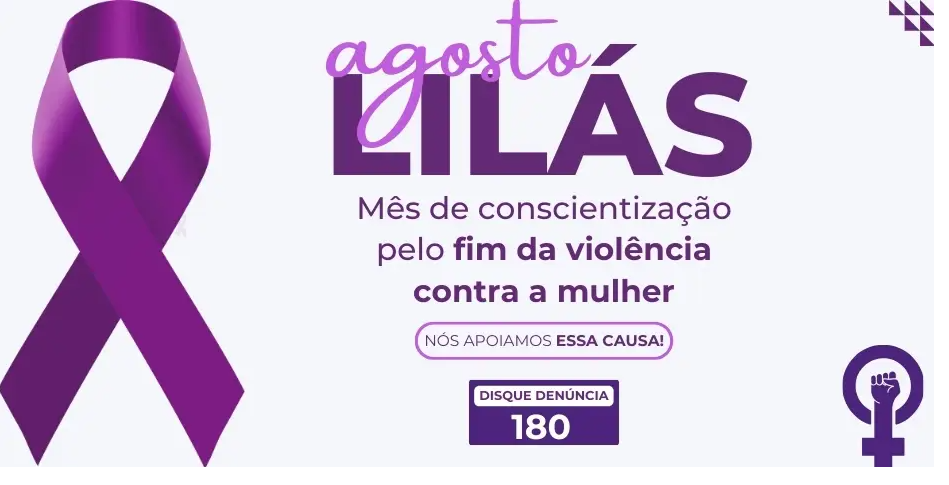 agosto
LILÁS
Mês de conscientização
pelo fim da violência
contra a mulher
NÓS APOIAMOS ESSA CAUSA!
DISQUE DENÚNCIA
180